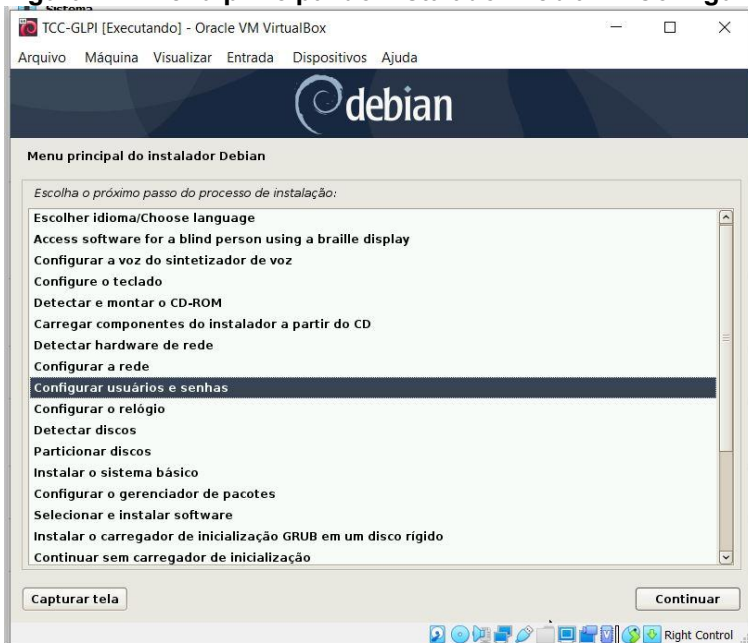 Sistema
TCC-GLPI [Executando] - Oracle VM VirtualBox
Arquivo Máquina Visualizar Entrada Dispositivos Ajuda
debian
Menu principal do instalador Debian
Escolha o próximo passo do processo de instalação:
Escolher idioma/Choose language
Access software for a blind person using a braille display
Configurar a voz do sintetizador de voz
Configure o teclado
Detectar e montar o CD-ROM
Carregar componentes do instalador a partir do CD
Detectar hardware de rede
Configurar a rede
Configurar usuários e senhas
Configurar o relógio
Detectar discos
Particionar discos
Instalar o sistema básico
Configurar o gerenciador de pacotes
Selecionar e instalar software
Instalar o carregador de inicialização GRUB em um disco rígido
Continuar sem carregador de inicialização
Capturar tela Continuar
Right Control